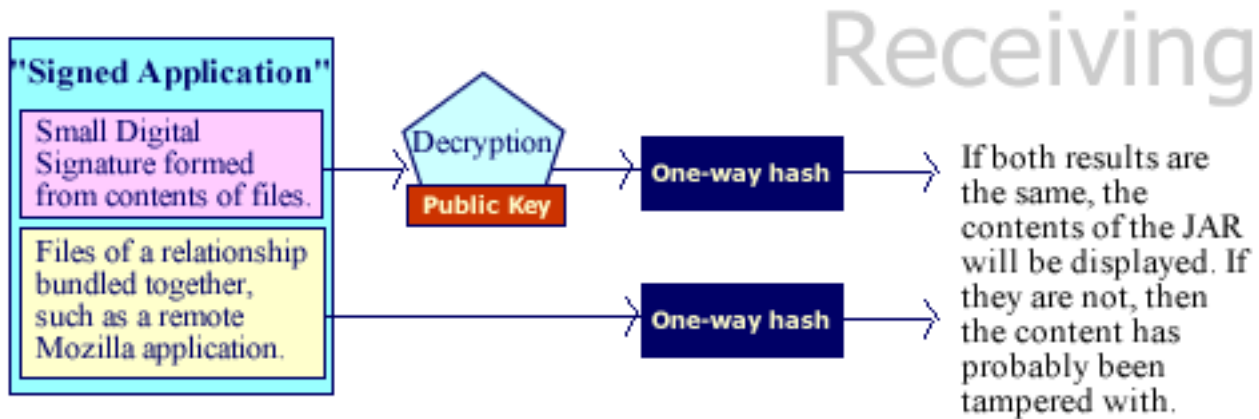 Receiving
"Signed Application"
Small Digital
Signature formed
from contents of files.
Decryption
Public Key
One-way hash
Files of a relationship
bundled together,
such as a remote
Mozilla application.
One-way hash
If both results are
the same, the
contents of the JAR
will be displayed. If
they are not, then
the content has
probably been
tampered with.